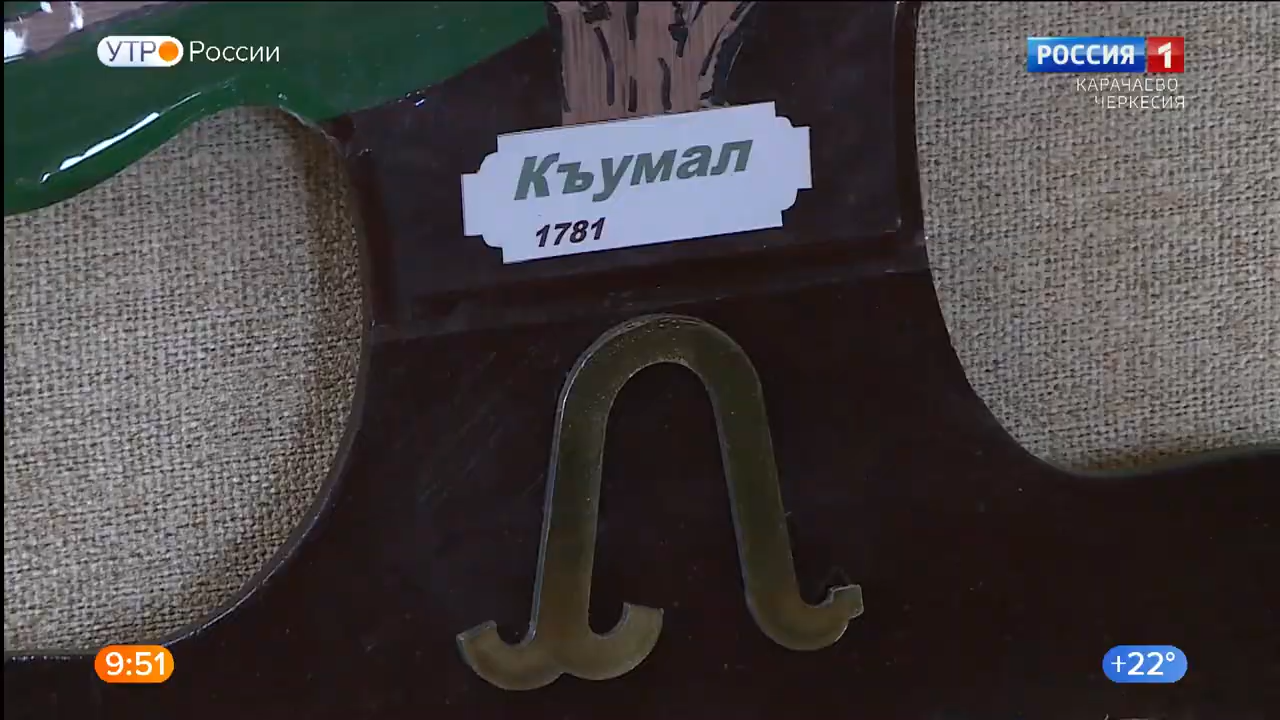 УТРО России
РОССИЯ 1
КАРАЧАЕВО
ЧЕРКЕСИЯ
Къумал
1781
9:51
+22°